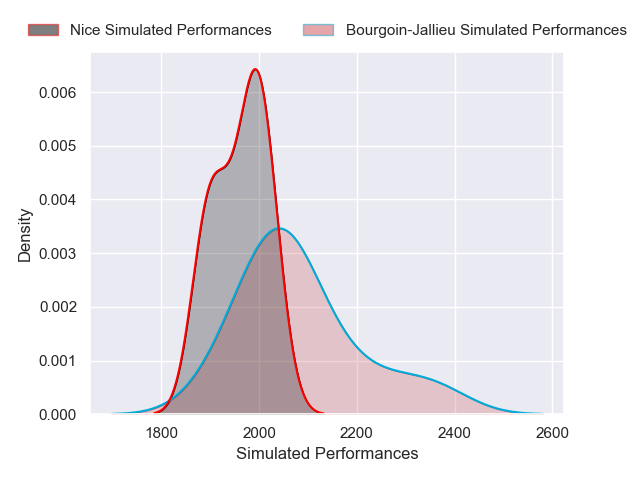 Nice Simulated Performances
Bourgoin-Jallieu Simulated Performances
0.006
0.005
0.004
0.003
0.002
0.001
0.000
Density
1800 2000 2200 2400 2600
Simulated Performances